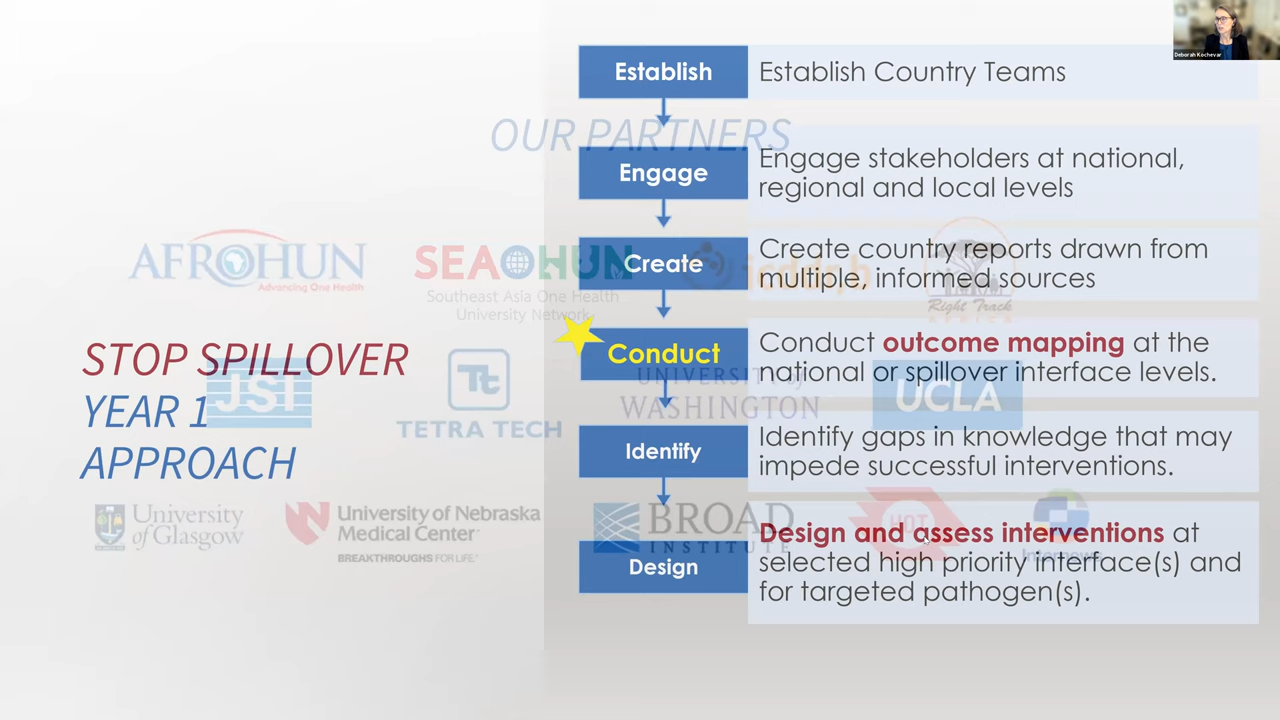 Deborah Kochevar
Establish
Establish Country Teams
OUR PARTNERS
Engage
Engage stakeholders at national,
regional and local levels
AFROHUN
Advancing One Health
SEAOHUN
Southeast Asia One Health
University Network
Create
Create country reports drawn from
multiple, informed sources
icddr,b
Right Track
AFRICA
STOP SPILLOVER
YEAR 1
APPROACH
Conduct
Conduct outcome mapping at the
national or spillover interface levels.
JSI
TETRA TECH
UNIVERSITY of
WASHINGTON
UCLA
Identify
Identify gaps in knowledge that may
impede successful interventions.
University
of Glasgow
University of Nebraska
Medical Center
BREAKTHROUGHS FOR LIFE.®
BROAD
INSTITUTE
HOT
Internews
Design
Design and assess interventions at
selected high priority interface(s) and
for targeted pathogen(s).